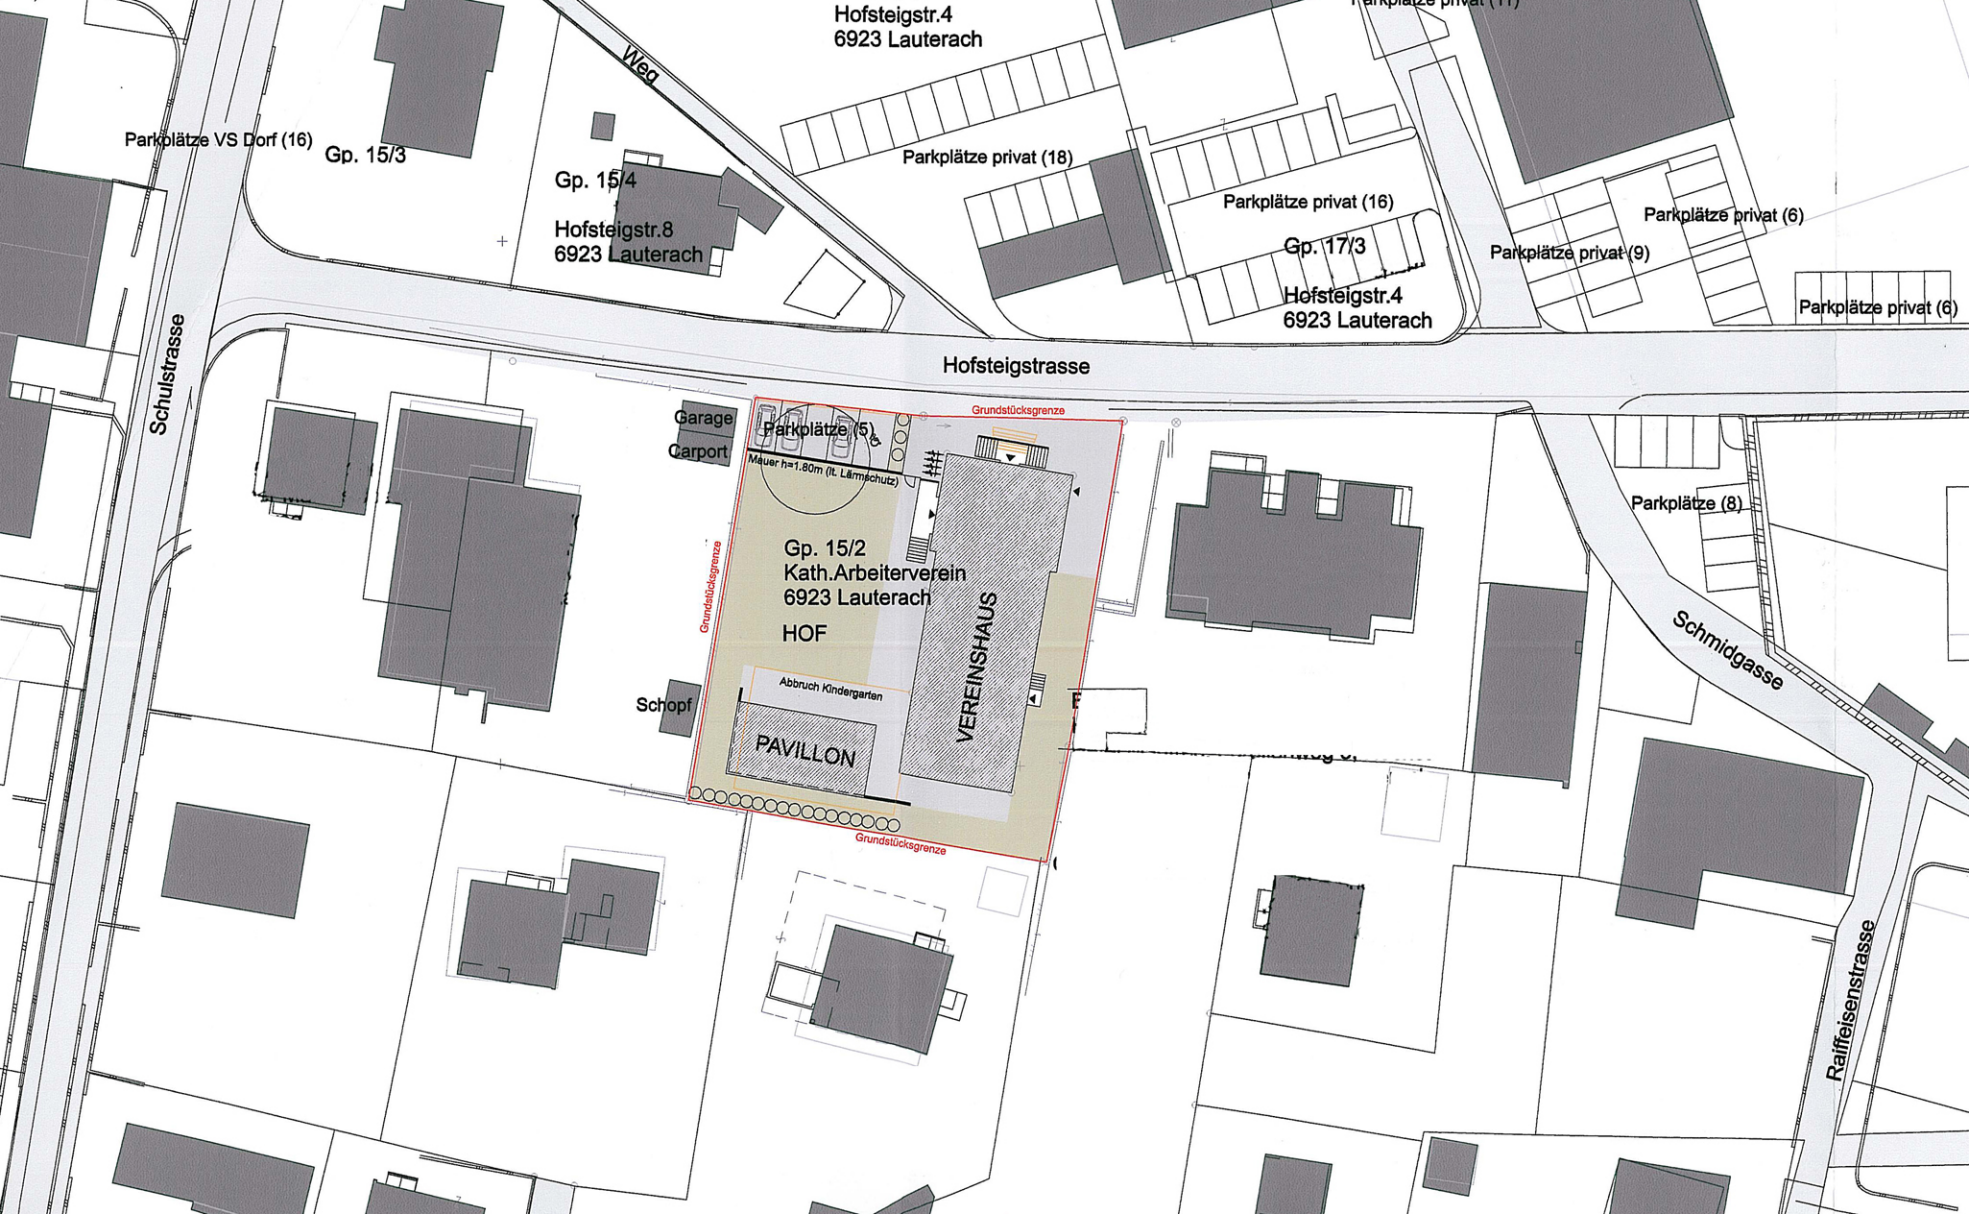 Parkplätze privat (11)
Hofsteigstr.4
6923 Lauterach
Weg
Parkplätze VS Dorf (16)
Gp. 15/3
Gp. 15/4
Hofsteigstr.8
6923 Lauterach
Parkplätze privat (18)
Parkplätze privat (16)
Gp. 17/3
Hofsteigstr.4
6923 Lauterach
Parkplätze privat (9)
Parkplätze privat (6)
Parkplätze privat (6)
Schulstrasse
Hofsteigstrasse
Garage
Carport
Grundstücksgrenze
Parkplätze (5)
Mauer h=1.80m (lt. Lärmschutz)
Grundstücksgrenze
Gp. 15/2
Kath.Arbeiterverein
6923 Lauterach
HOF
VEREINSHAUS
Abbruch Kindergarten
PAVILLON
Schopf
Grundstücksgrenze
Parkplätze (8)
Schmidgasse
Raiffeisenstrasse